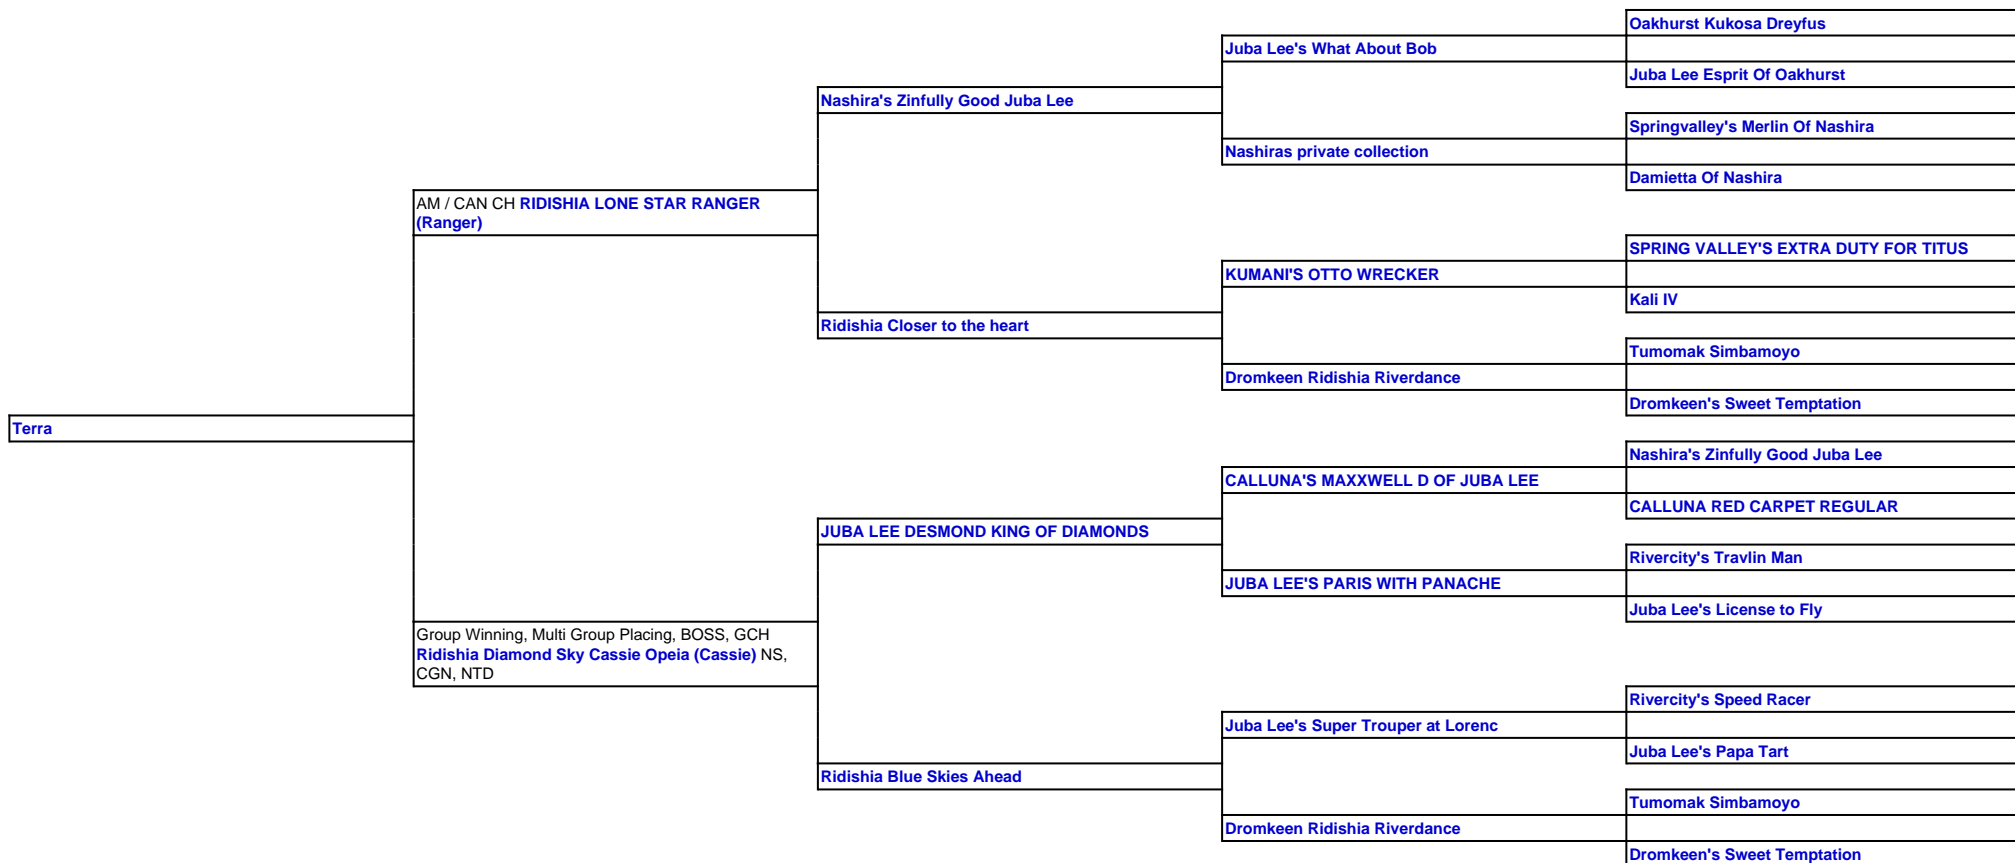 Oakhurst Kukosa Dreyfus
Juba Lee's What About Bob
Juba Lee Esprit Of Oakhurst
Nashira's Zinfully Good Juba Lee
Springvalley's Merlin Of Nashira
Nashiras private collection
Damietta Of Nashira
AM / CAN CH RIDISHIA LONE STAR RANGER
(Ranger)
SPRING VALLEY'S EXTRA DUTY FOR TITUS
KUMANI'S OTTO WRECKER
Kali IV
Ridishia Closer to the heart
Tumomak Simbamoyo
Dromkeen Ridishia Riverdance
Dromkeen's Sweet Temptation
Terra
Nashira's Zinfully Good Juba Lee
CALLUNA'S MAXXWELL D OF JUBA LEE
CALLUNA RED CARPET REGULAR
JUBA LEE DESMOND KING OF DIAMONDS
Rivercity's Travlin Man
JUBA LEE'S PARIS WITH PANACHE
Juba Lee's License to Fly
Group Winning, Multi Group Placing, BOSS, GCH
Ridishia Diamond Sky Cassie Opeia (Cassie) NS,
CGN, NTD
Rivercity's Speed Racer
Juba Lee's Super Trouper at Lorenc
Juba Lee's Papa Tart
Ridishia Blue Skies Ahead
Tumomak Simbamoyo
Dromkeen Ridishia Riverdance
Dromkeen's Sweet Temptation